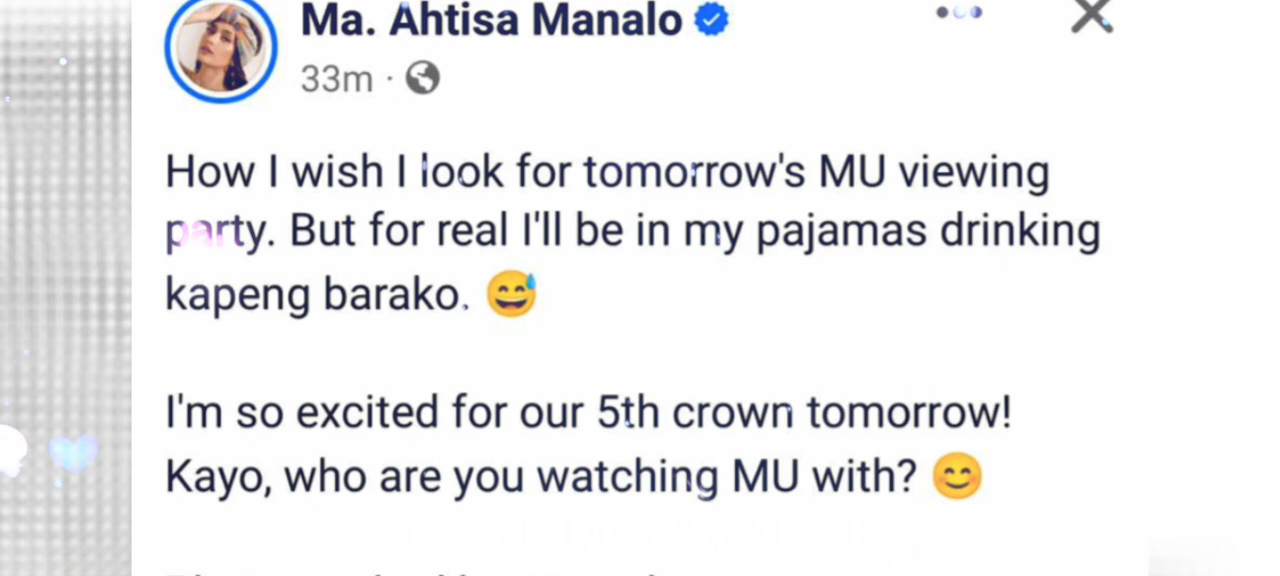 Ma. Ahtisa Manalo
33m ·
How I wish I look for tomorrow's MU viewing
party. But for real I'll be in my pajamas drinking
kapeng barako. 😅
I'm so excited for our 5th crown tomorrow!
Kayo, who are you watching MU with? 😊